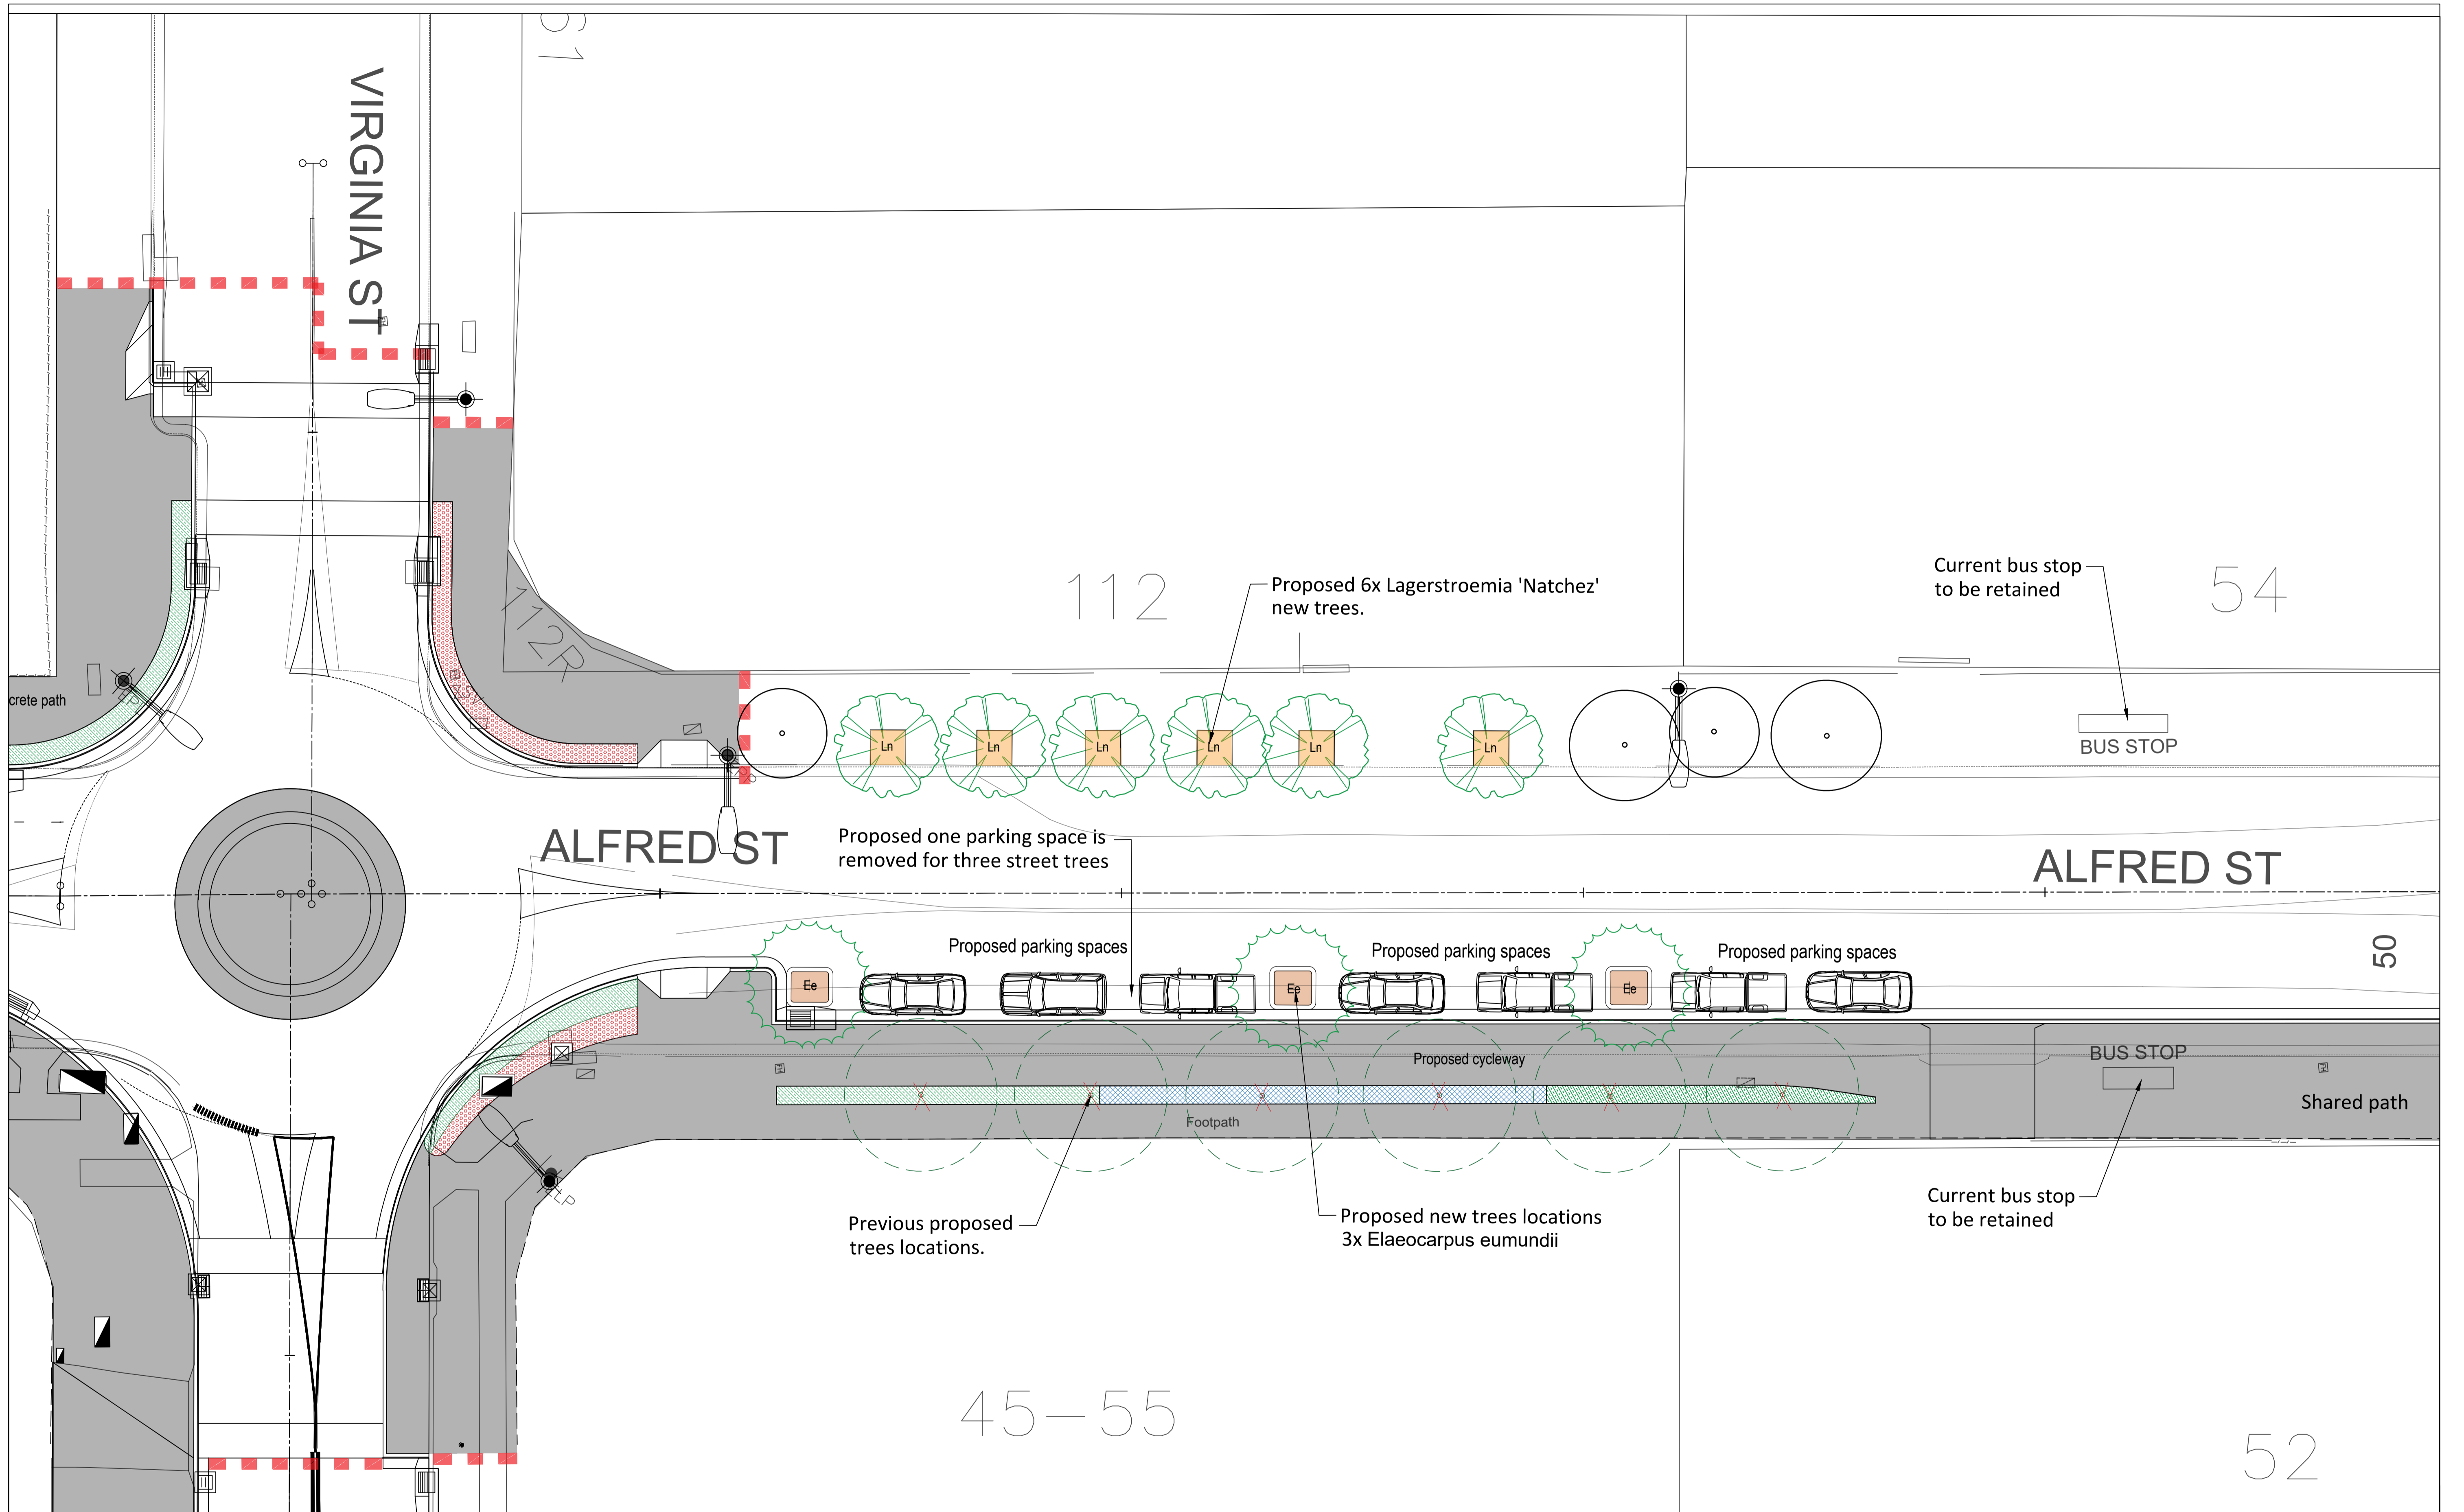 61
VIRGINIA ST
112
Proposed 6x Lagerstroemia 'Natchez'
new trees.
Current bus stop
to be retained
54
112R
crete path
Ln
Ln
Ln
Ln
Ln
Ln
BUS STOP
ALFRED ST
Proposed one parking space is
removed for three street trees
ALFRED ST
Proposed parking spaces
Proposed parking spaces
Proposed parking spaces
50
Ee
Ee
Ee
Proposed cycleway
BUS STOP
Shared path
Footpath
Previous proposed
trees locations.
Proposed new trees locations
3x Elaeocarpus eumundii
Current bus stop
to be retained
45-55
52